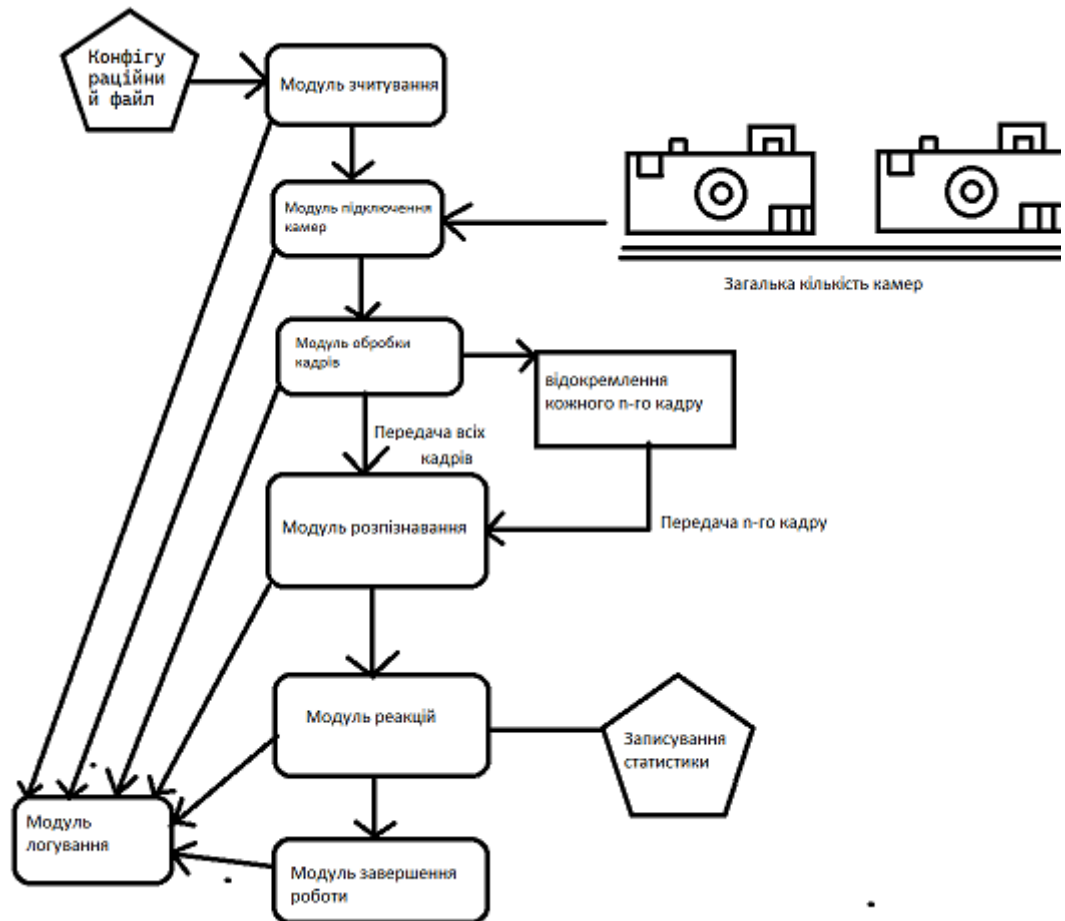 Конфігу
раційни
й файл
Модуль зчитування
Модуль підключення
камер
Загалька кількість камер
Модуль обробки
кадрів
відокремлення
кожного n-го кадру
Передача всіх
кадрів
Модуль розпізнавання
Передача n-го кадру
Модуль реакцій
Записування
статистики
Модуль
логування
Модуль завершення
роботи